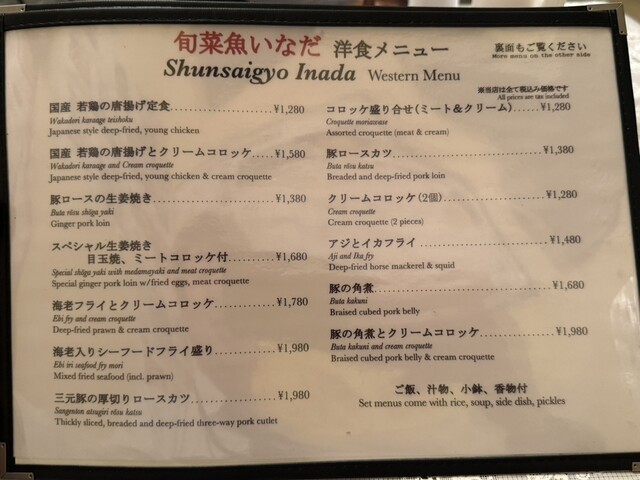 旬菜魚いなだ 洋食メニュー
裏面もご覧ください
More menu on the other side
Shunsaigyo Inada Western Menu
※当店は全て税込み価格です
All prices are tax included
国産 若鶏の唐揚げ定食 ¥1,280
Wakadori karaage teishoku
Japanese style deep-fried, young chicken
国産 若鶏の唐揚げとクリームコロッケ ¥1,580
Wakadori karaage and Cream croquette
Japanese style deep-fried, young chicken & cream croquette
豚ロースの生姜焼き ¥1,380
Buta rōsu shōga yaki
Ginger pork loin
スペシャル生姜焼き
目玉焼、ミートコロッケ付 ¥1,680
Special shōga yaki with medamayaki and meat croquette
Special ginger pork loin w/fried eggs, meat croquette
海老フライとクリームコロッケ ¥1,780
Ebi fry and cream croquette
Deep-fried prawn & cream croquette
海老入りシーフードフライ盛り ¥1,980
Ebi iri seafood fry mori
Mixed fried seafood (incl. prawn)
三元豚の厚切りロースカツ ¥1,980
Sangenton atsugiri rōsu katsu
Thickly sliced, breaded and deep-fried three-way pork cutlet
コロッケ盛り合せ(ミート&クリーム) ¥1,280
Croquette moriawase
Assorted croquette (meat & cream)
豚ロースカツ ¥1,380
Buta rōsu katsu
Breaded and deep-fried pork loin
クリームコロッケ(2個) ¥1,280
Cream croquette
Cream croquette (2 pieces)
アジとイカフライ ¥1,480
Aji and Ika fry
Deep-fried horse mackerel & squid
豚の角煮 ¥1,680
Buta kakuni
Braised cubed pork belly
豚の角煮とクリームコロッケ ¥1,980
Buta kakuni and cream croquette
Braised cubed pork belly & cream croquette
ご飯、汁物、小鉢、香物付
Set menus come with rice, soup, side dish, pickles